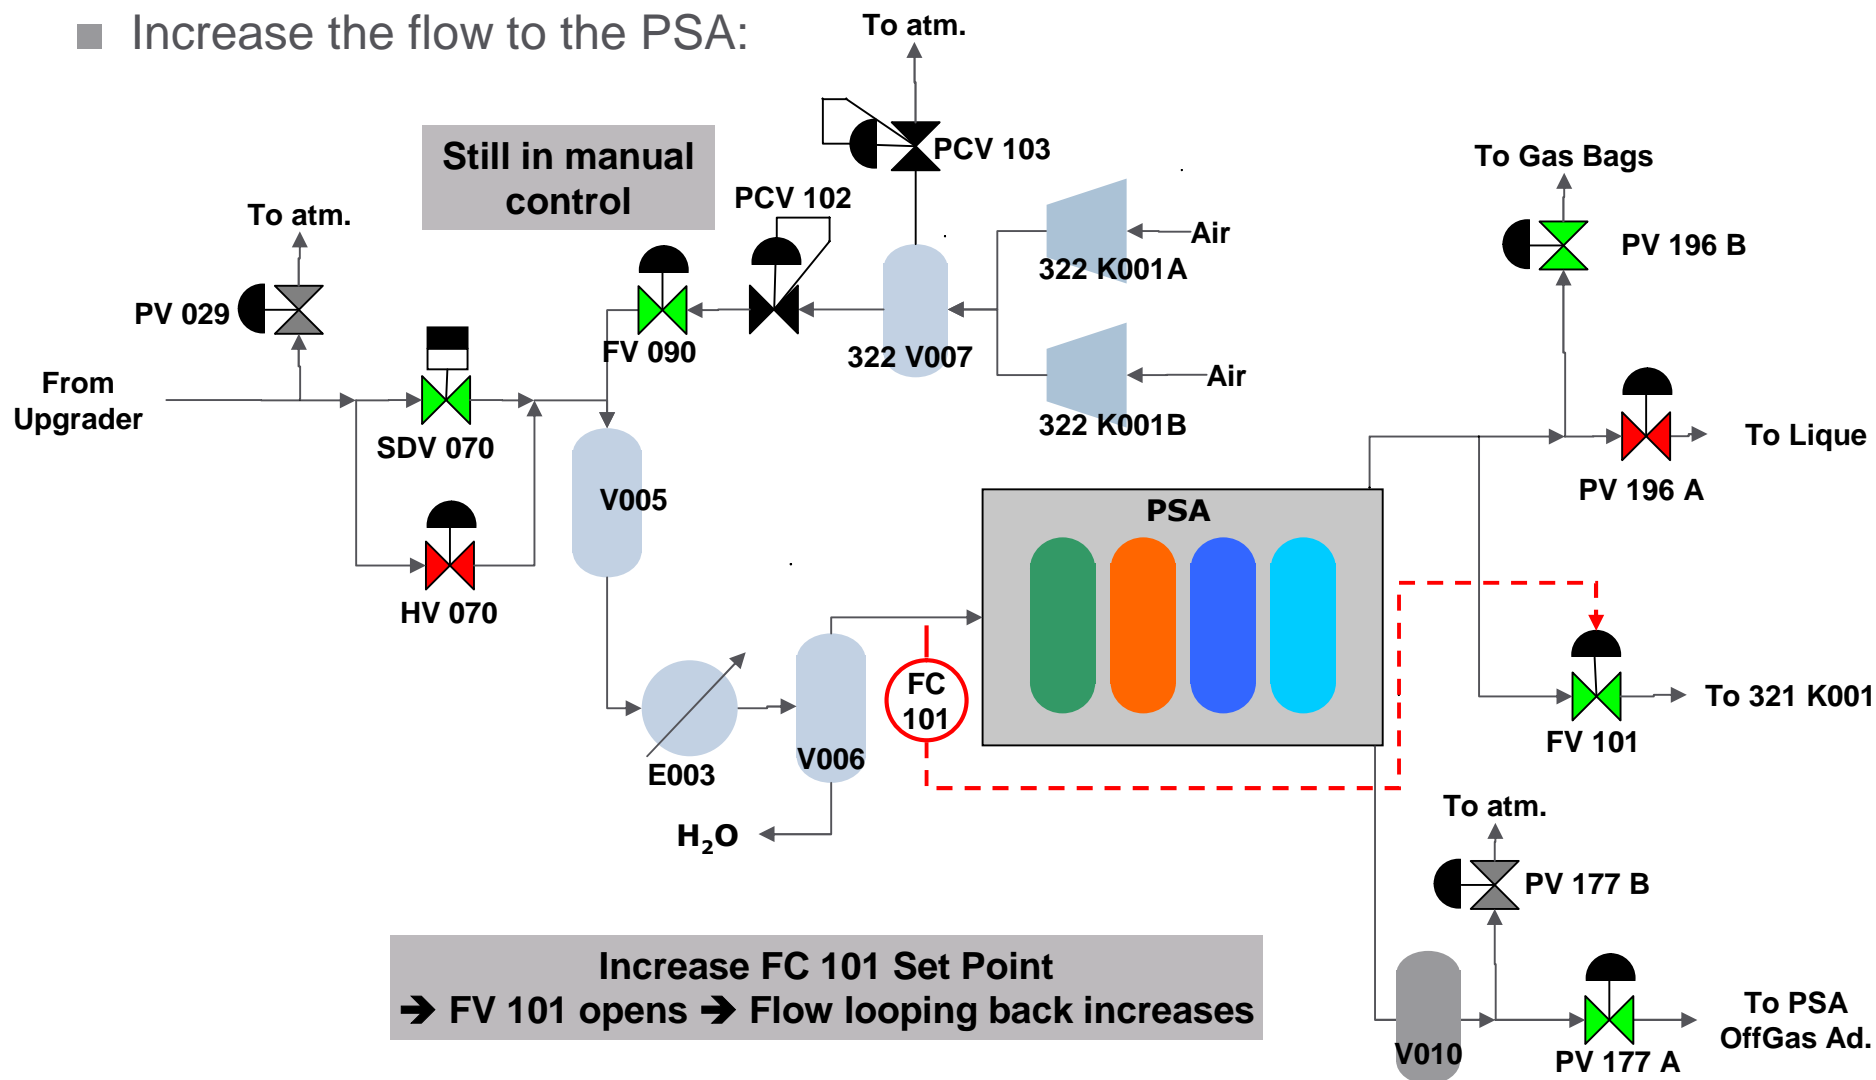 Increase the flow to the PSA:
To atm.
Still in manual
control
PCV 103
PCV 102
To Gas Bags
To atm.
Air
PV 196 B
322 K001A
PV 029
FV 090
322 V007
From
Upgrader
Air
SDV 070
322 K001B
To Lique
V005
PV 196 A
PSA
HV 070
FC
101
To 321 K001
FV 101
V006
E003
To atm.
H₂O
PV 177 B
Increase FC 101 Set Point
➔ FV 101 opens ➔ Flow looping back increases
To PSA
OffGas Ad.
V010
PV 177 A